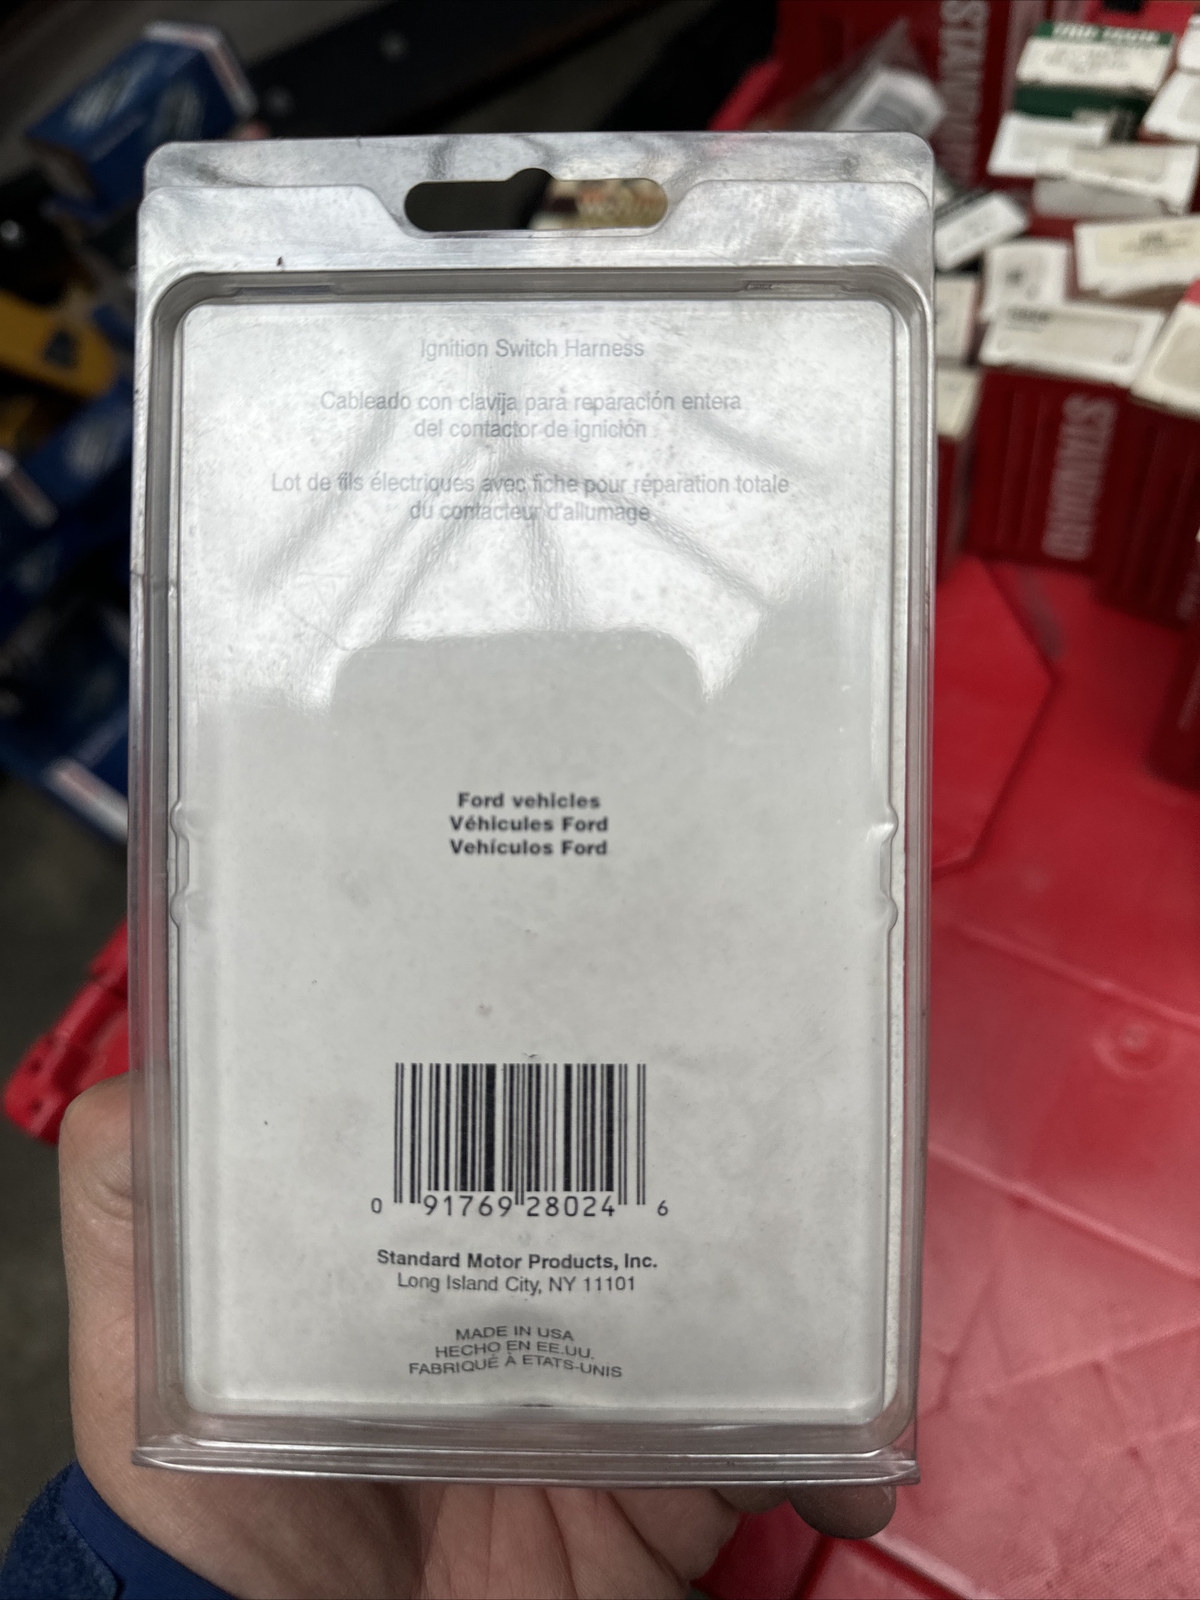 Ignition Switch Harness
Cableado con clavija para reparación entera
del contactor de ignición
Lot de fils électriques avec fiche pour réparation totale
du contacteur d'allumage
Ford vehicles
Véhicules Ford
Vehículos Ford
0 91769 28024 6
Standard Motor Products, Inc.
Long Island City, NY 11101
MADE IN USA
HECHO EN EE.UU.
FABRIQUÉ À ETATS-UNIS
STANDARD
STANDARD